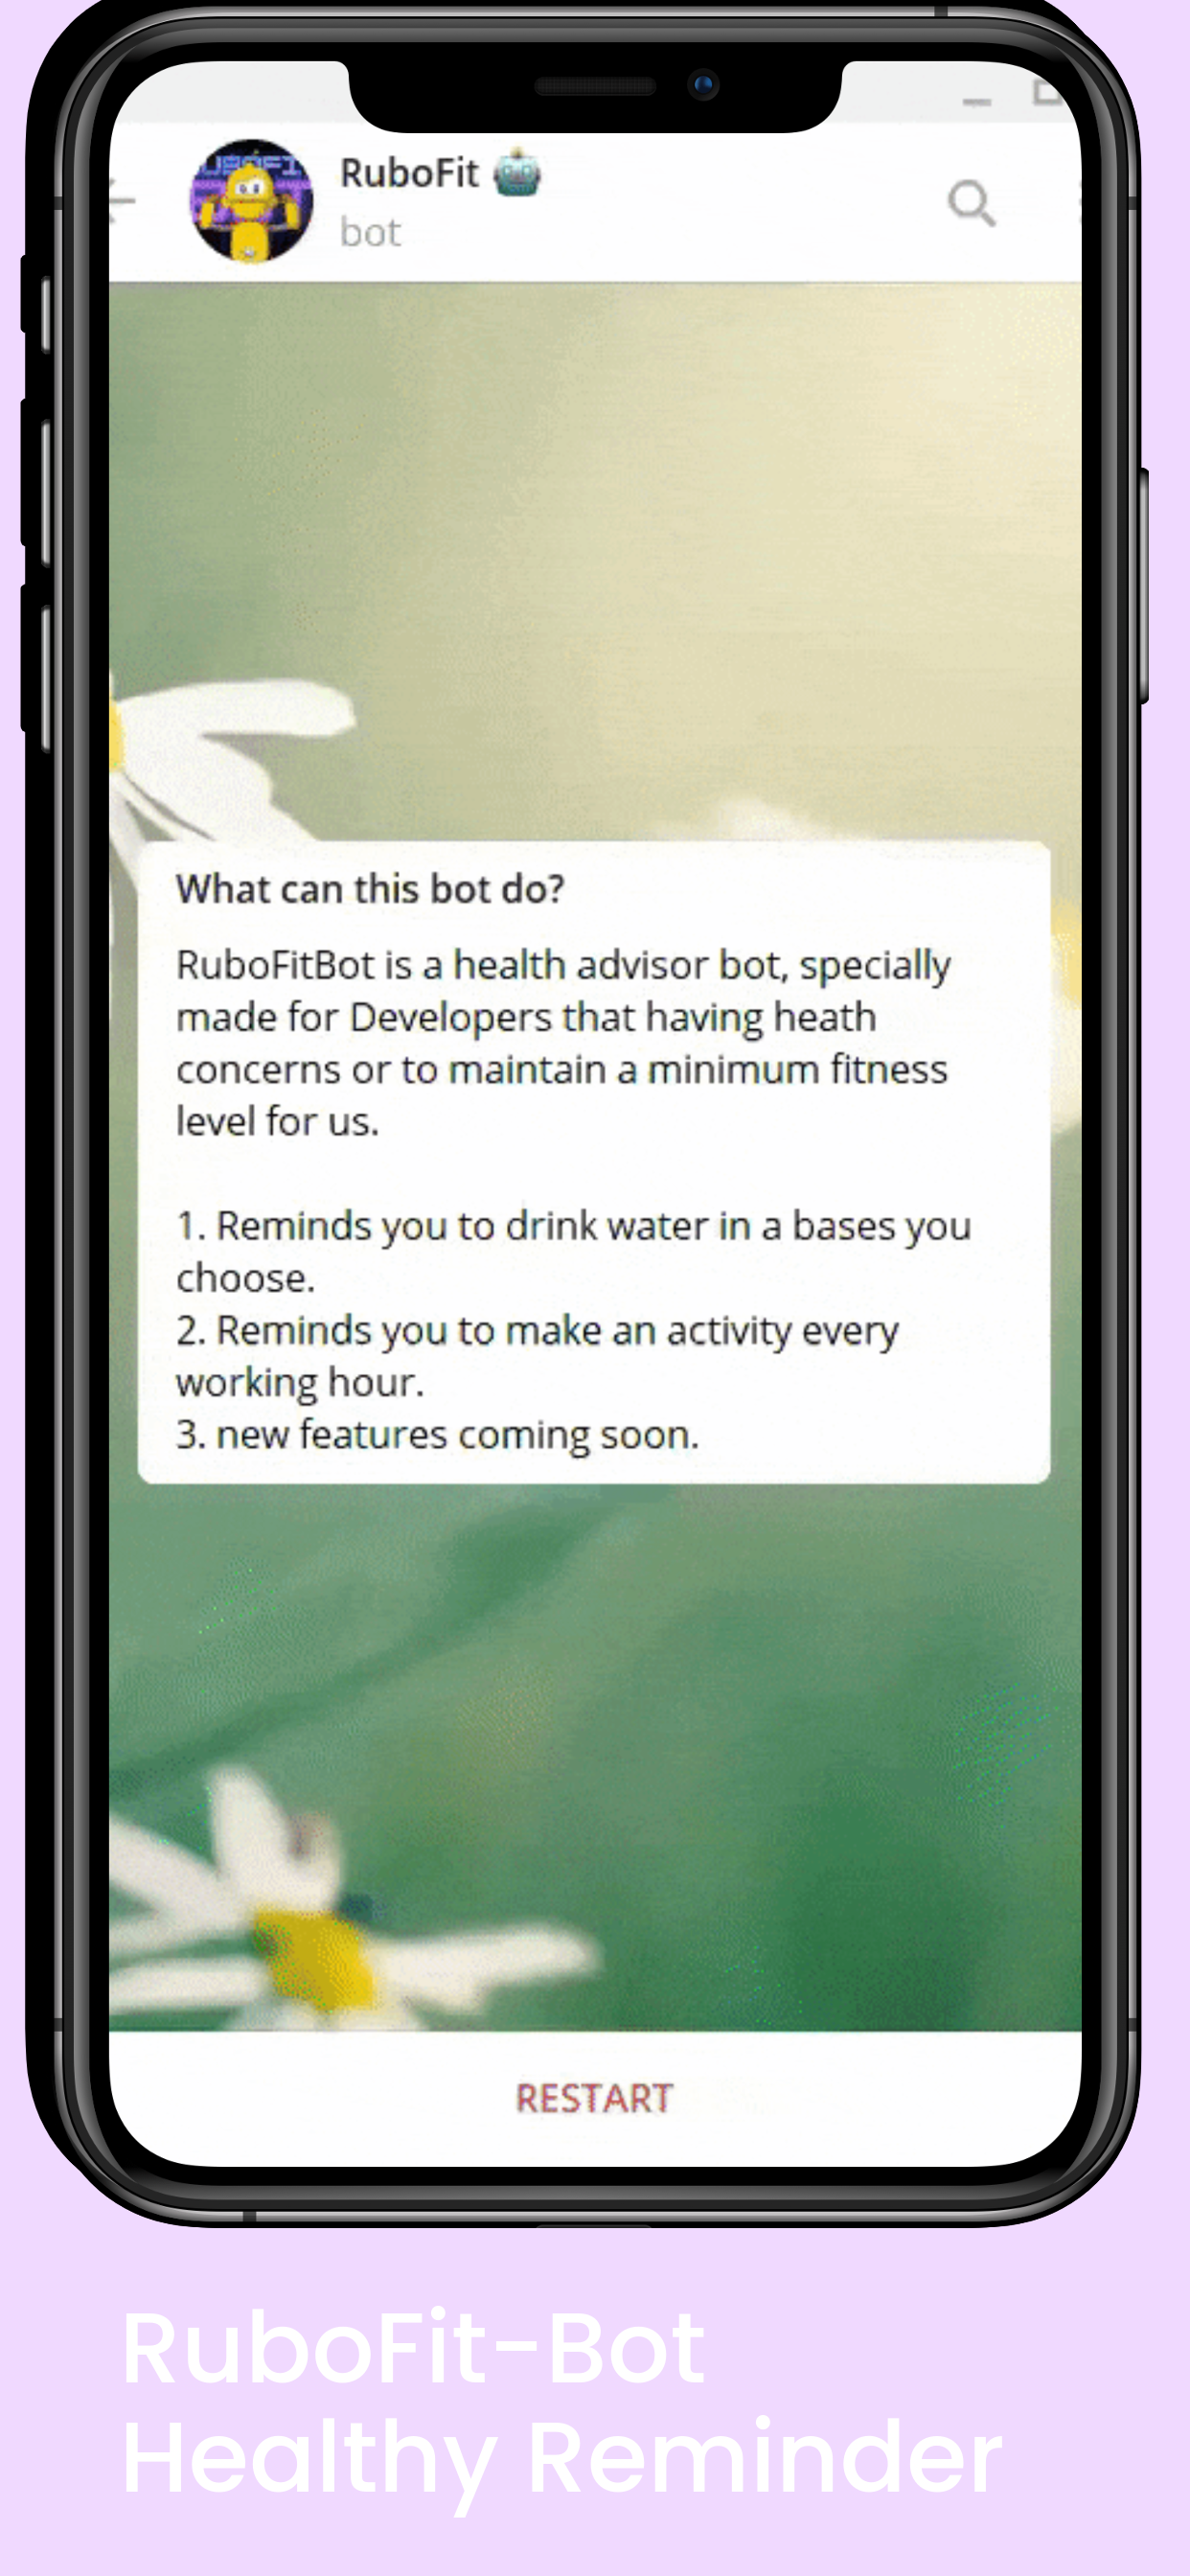 RuboFit 🤖
bot
What can this bot do?
RuboFitBot is a health advisor bot, specially
made for Developers that having heath
concerns or to maintain a minimum fitness
level for us.
1. Reminds you to drink water in a bases you
choose.
2. Reminds you to make an activity every
working hour.
3. new features coming soon.
RESTART
RuboFit-Bot
Healthy Reminder